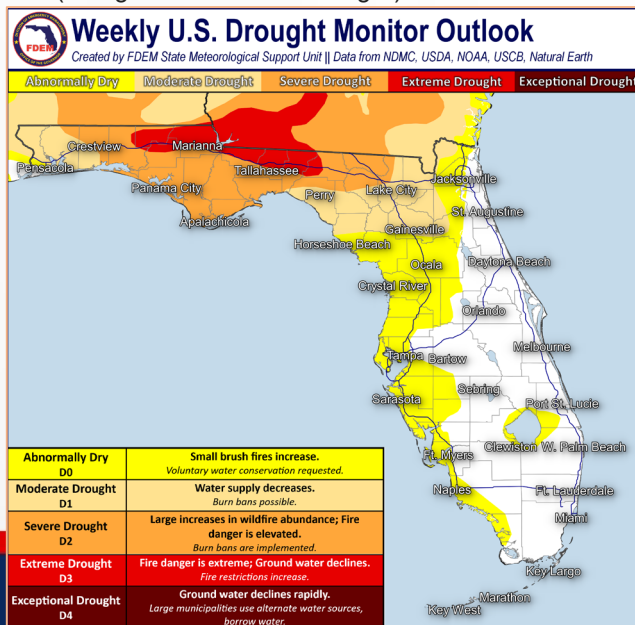 Weekly U.S. Drought Monitor Outlook
Created by FDEM State Meteorological Support Unit || Data from NDMC, USDA, NOAA, USCB, Natural Earth
FDEM
Abnormally Dry Moderate Drought Severe Drought Extreme Drought Exceptional Drought
Crestview
Marianna
Pensacola
Tallahassee
Jacksonville
Panama City
Perry
Lake City
Apalachicola
St. Augustine
Gainesville
Horseshoe Beach
Ocala
Daytona Beach
Crystal River
Orlando
Melbourne
Tampa
Bartow
Sebring
Sarasota
Port St. Lucie
Clewiston
W. Palm Beach
Ft. Myers
Naples
Ft. Lauderdale
Miami
Key Largo
Marathon
Key West
Abnormally Dry
D0
Small brush fires increase.
Voluntary water conservation requested.
Moderate Drought
D1
Water supply decreases.
Burn bans possible.
Severe Drought
D2
Large increases in wildfire abundance; Fire
danger is elevated.
Burn bans are implemented.
Extreme Drought
D3
Fire danger is extreme; Ground water declines.
Fire restrictions increase.
Exceptional Drought
D4
Ground water declines rapidly.
Large municipalities use alternate water sources,
borrow water.